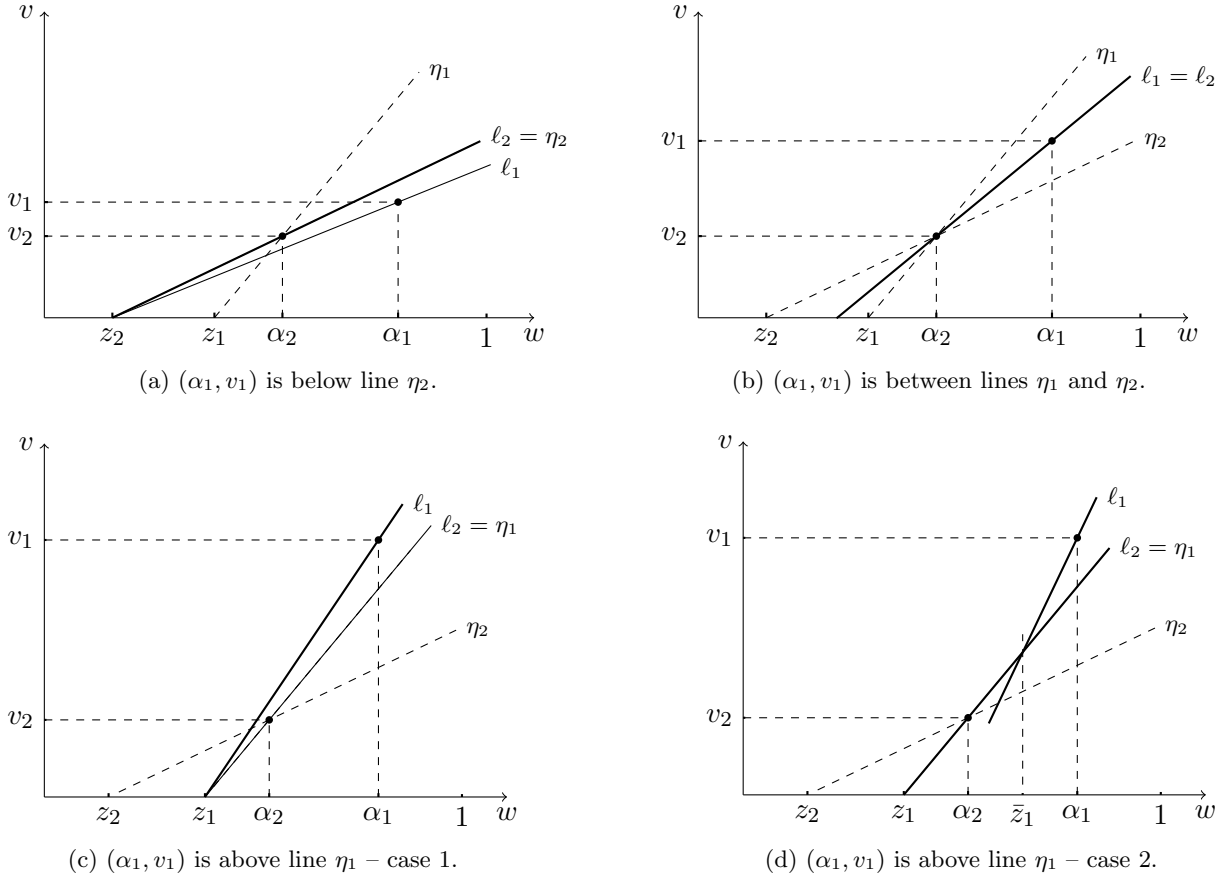 v
η₁
ℓ₂ = η₂
ℓ₁
v₁
v₂
z₂ z₁ α₂ α₁ 1 w
(a) (α₁, v₁) is below line η₂.
v
η₁
ℓ₁ = ℓ₂
v₁
η₂
v₂
z₂ z₁ α₂ α₁ 1 w
(b) (α₁, v₁) is between lines η₁ and η₂.
v
ℓ₁
ℓ₂ = η₁
v₁
η₂
v₂
z₂ z₁ α₂ α₁ 1 w
(c) (α₁, v₁) is above line η₁ – case 1.
v
ℓ₁
v₁
ℓ₂ = η₁
η₂
v₂
z₂ z₁ α₂ z̄₁ α₁ 1 w
(d) (α₁, v₁) is above line η₁ – case 2.